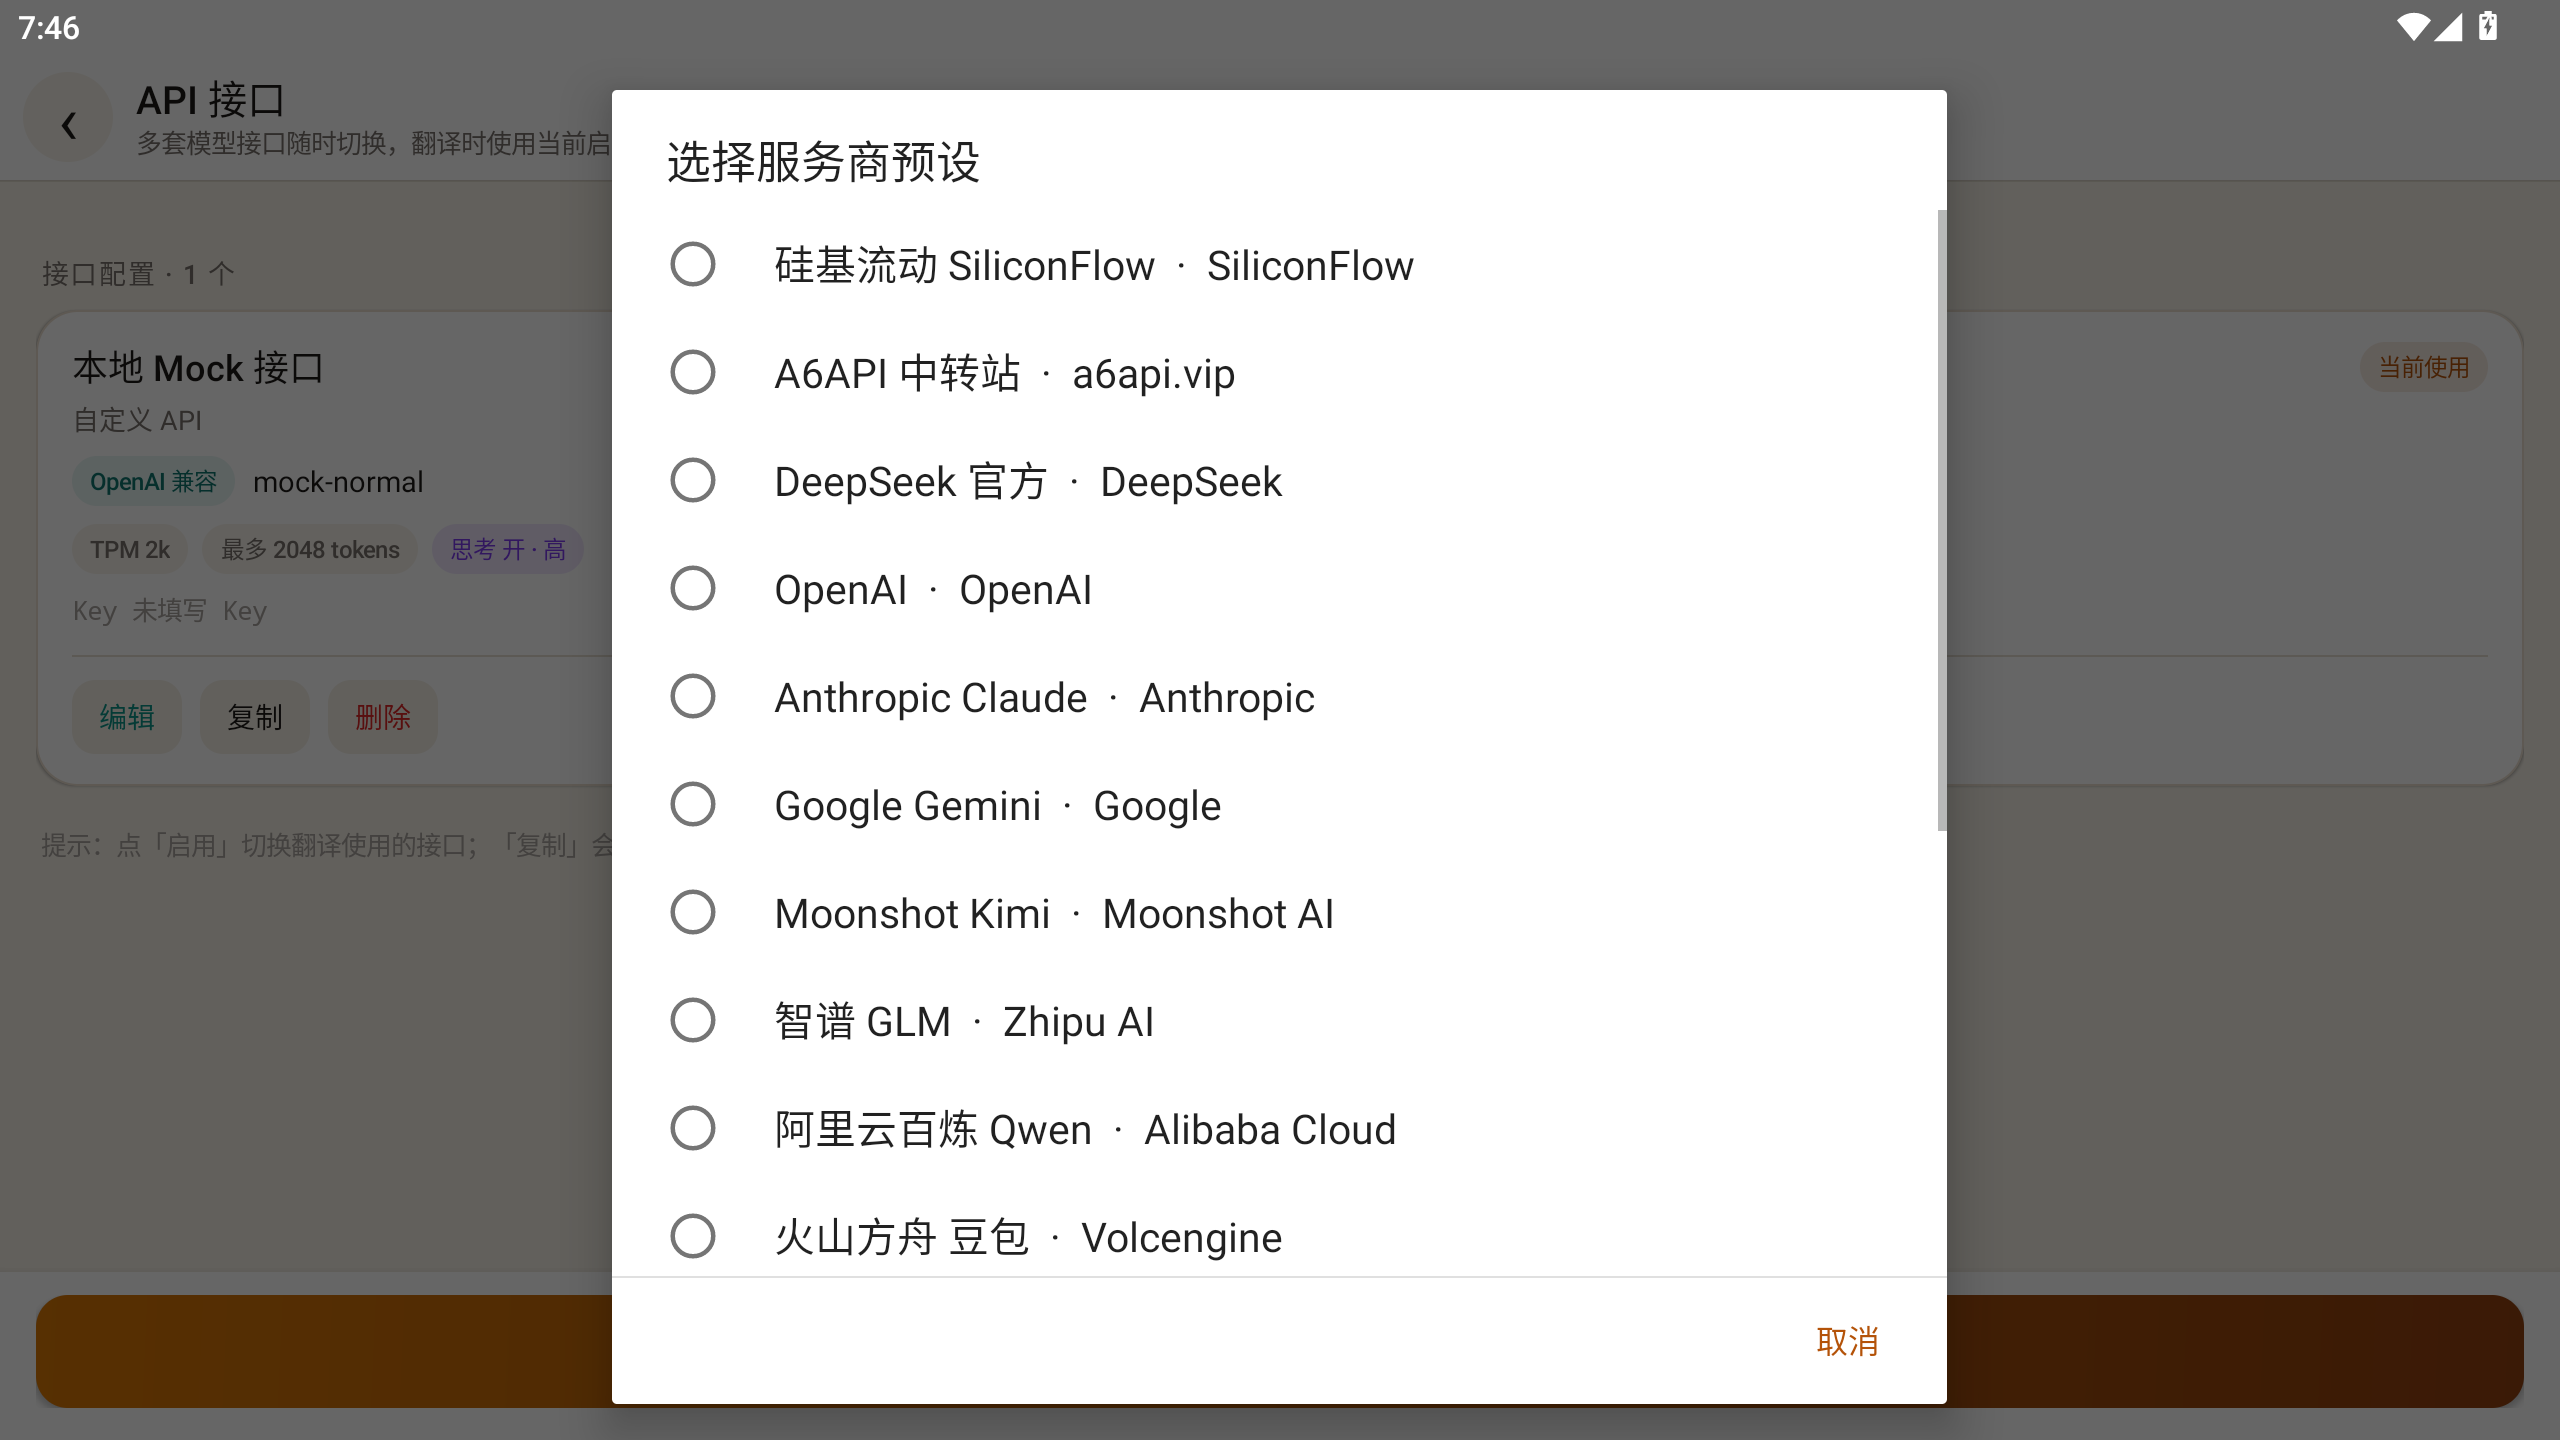 7:46
API 接口
多套模型接口随时切换，翻译时使用当前启
选择服务商预设
硅基流动 SiliconFlow · SiliconFlow
A6API 中转站 · a6api.vip
DeepSeek 官方 · DeepSeek
OpenAI · OpenAI
Anthropic Claude · Anthropic
Google Gemini · Google
Moonshot Kimi · Moonshot AI
智谱 GLM · Zhipu AI
阿里云百炼 Qwen · Alibaba Cloud
火山方舟 豆包 · Volcengine
取消
接口配置 · 1 个
本地 Mock 接口
当前使用
自定义 API
OpenAI 兼容 mock-normal
TPM 2k 最多 2048 tokens 思考 开 · 高
Key 未填写 Key
编辑 复制 删除
提示：点「启用」切换翻译使用的接口；「复制」会